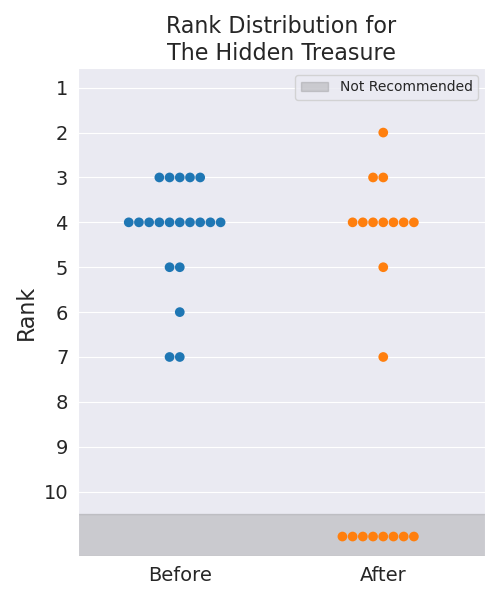 Rank Distribution for
The Hidden Treasure
Not Recommended
1
2
3
4
5
6
7
8
9
10
Rank
Before
After